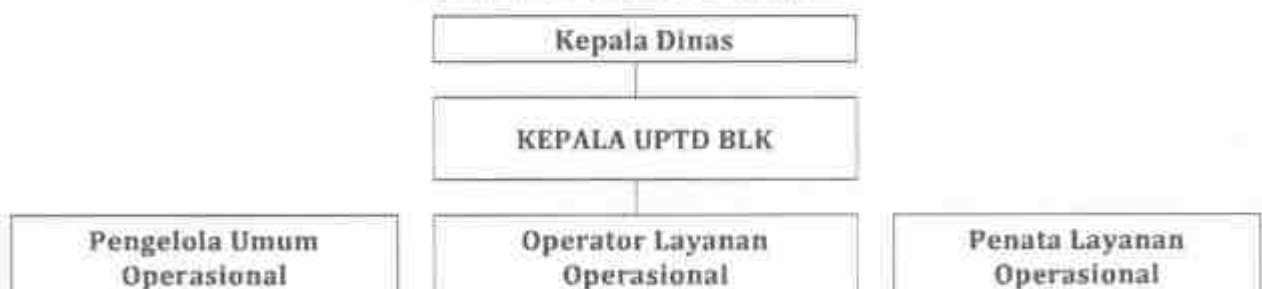 Kepala Dinas
KEPALA UPTD BLK
Pengelola Umum
Operasional
Operator Layanan
Operasional
Penata Layanan
Operasional